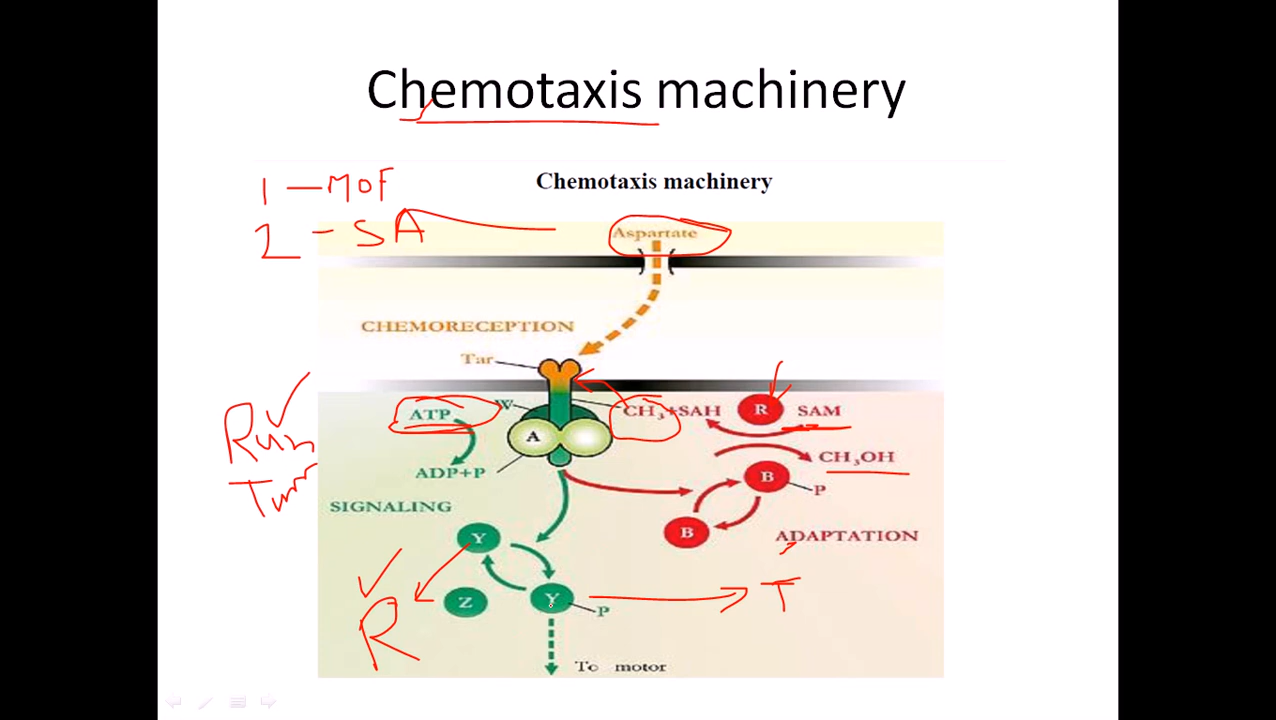 Chemotaxis machinery
Chemotaxis machinery
1 — MOF
2 - SA
Aspartate
CHEMORECEPTION
Tar
ATP
W
CH₃+SAH
R
SAM
Run
A
ADP+P
CH₃OH
B
P
Tum
SIGNALING
B
ADAPTATION
Y
Z
Y
P
T
R
To motor